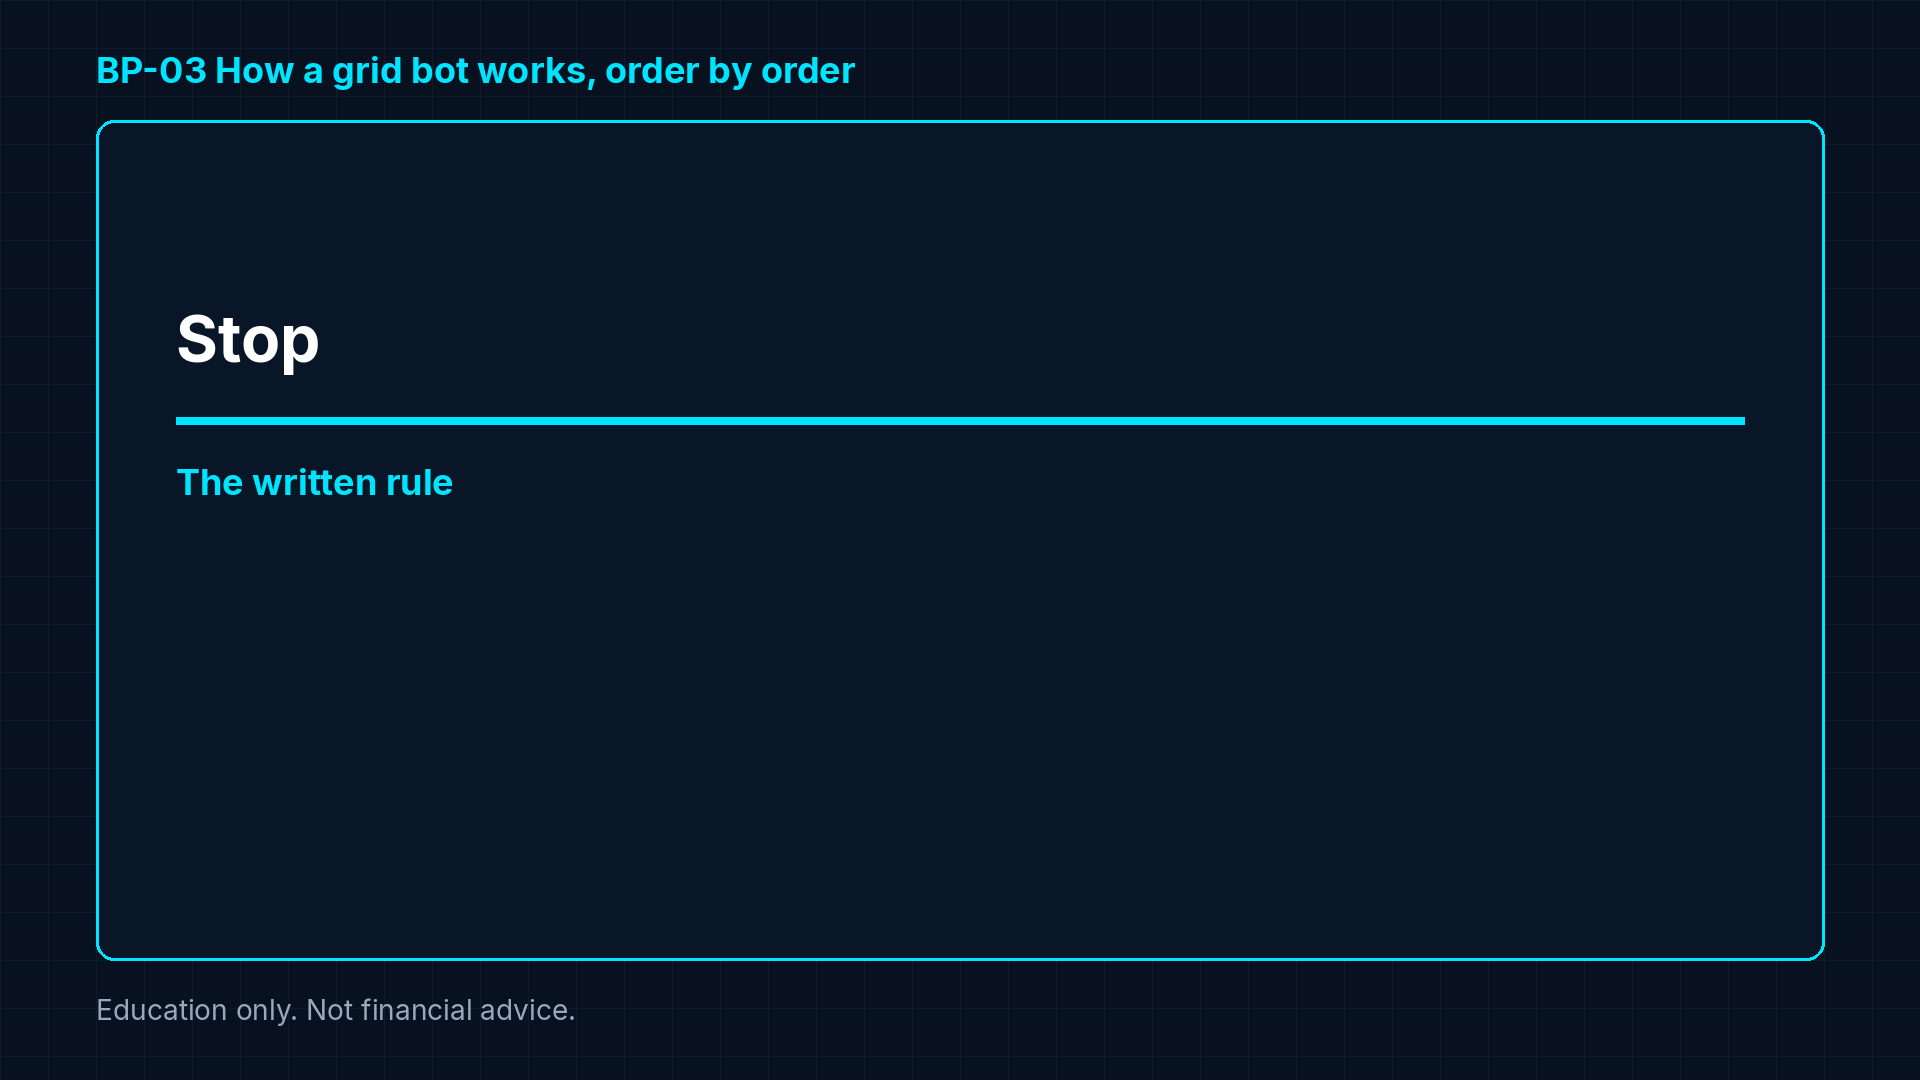 BP-03 How a grid bot works, order by order
Stop
The written rule
Education only. Not financial advice.